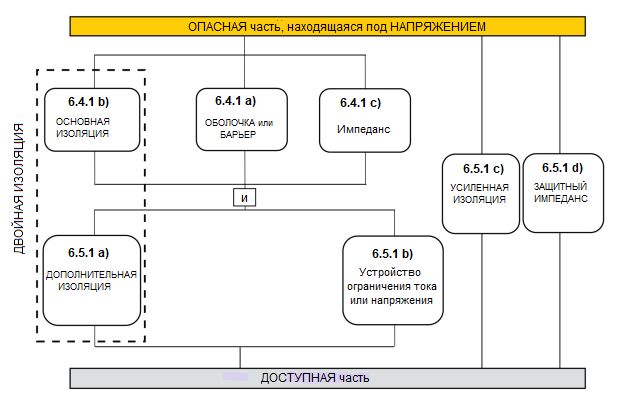 ОПАСНАЯ часть, находящаяся под НАПРЯЖЕНИЕМ
ДВОЙНАЯ ИЗОЛЯЦИЯ
6.4.1 b)
ОСНОВНАЯ
ИЗОЛЯЦИЯ
6.4.1 a)
ОБОЛОЧКА или
БАРЬЕР
6.4.1 c)
Импеданс
6.5.1 c)
УСИЛЕННАЯ
ИЗОЛЯЦИЯ
6.5.1 d)
ЗАЩИТНЫЙ
ИМПЕДАНС
и
6.5.1 a)
ДОПОЛНИТЕЛЬНАЯ
ИЗОЛЯЦИЯ
6.5.1 b)
Устройство
ограничения тока
или напряжения
ДОСТУПНАЯ часть